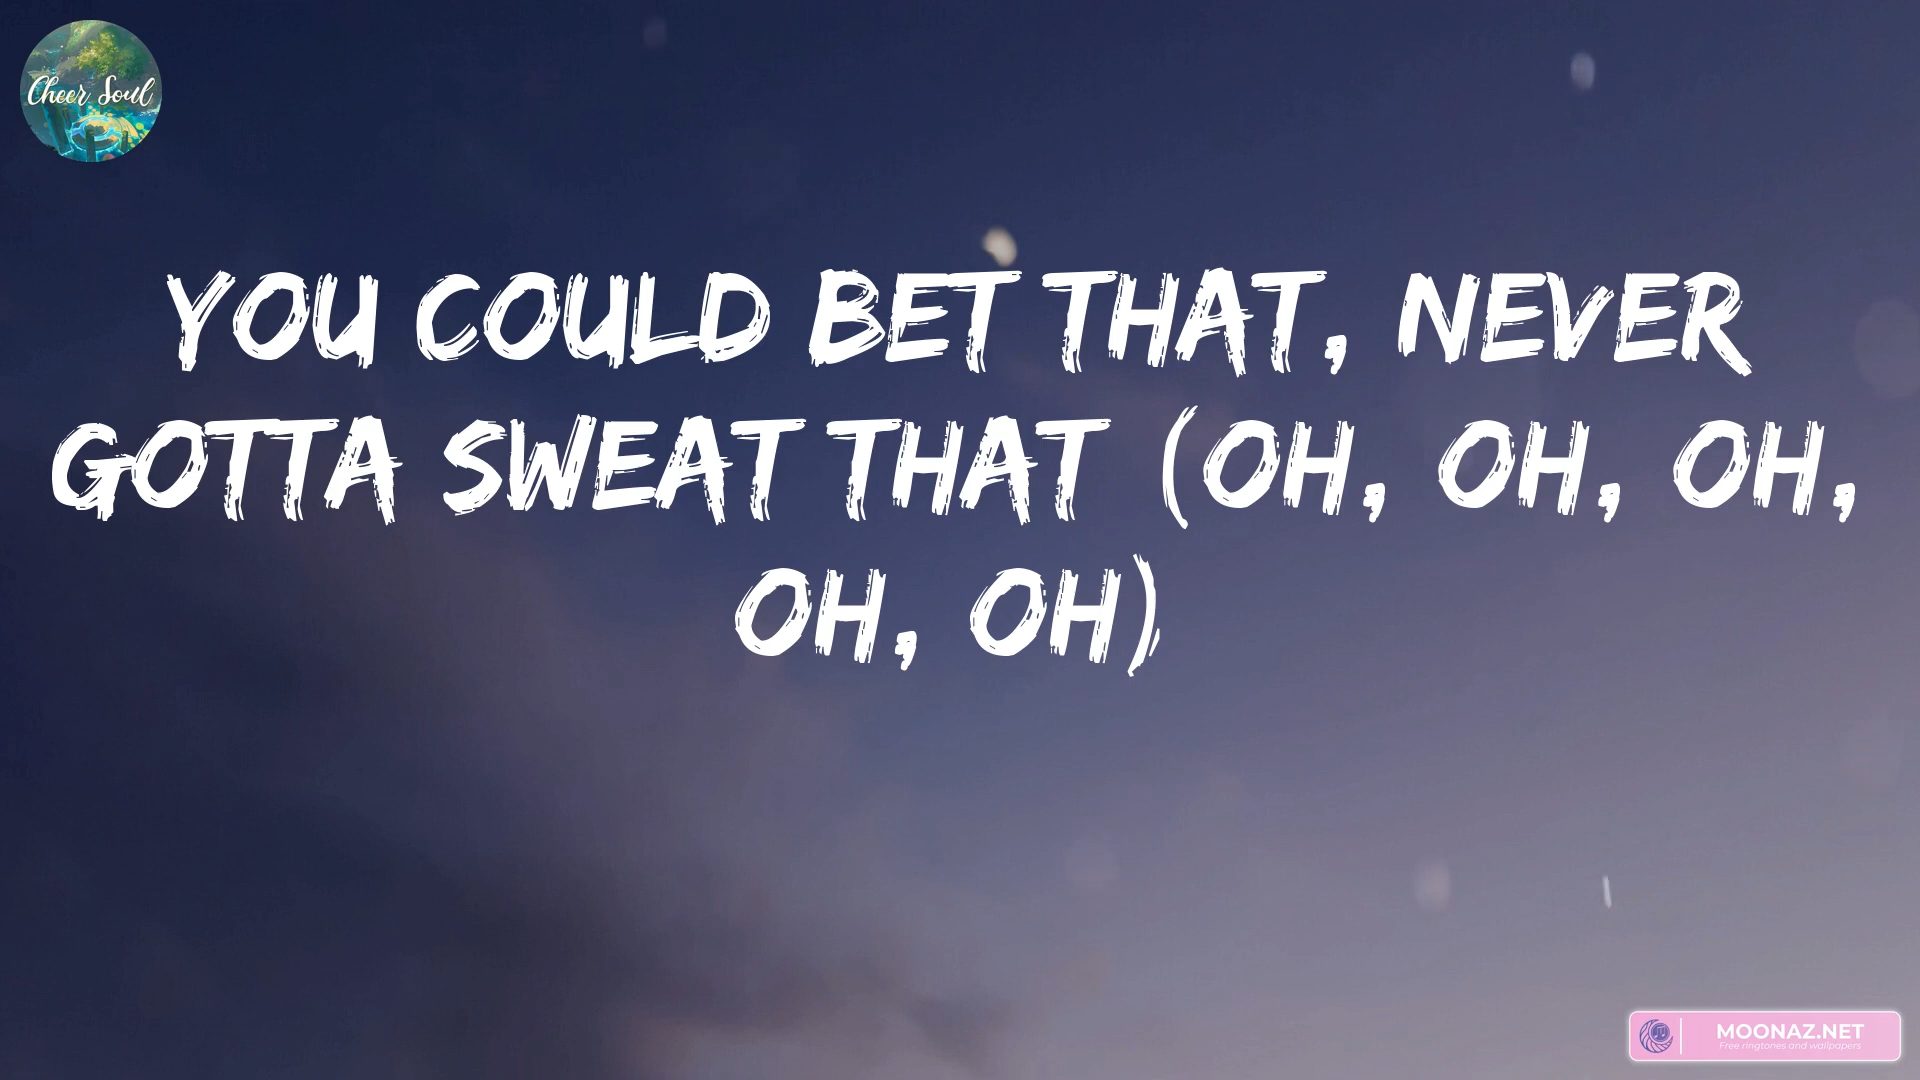 Cheer Soul
YOU COULD BET THAT, NEVER
GOTTA SWEAT THAT (OH, OH, OH,
OH, OH)
MOONAZ.NET
Free ringtones and wallpapers